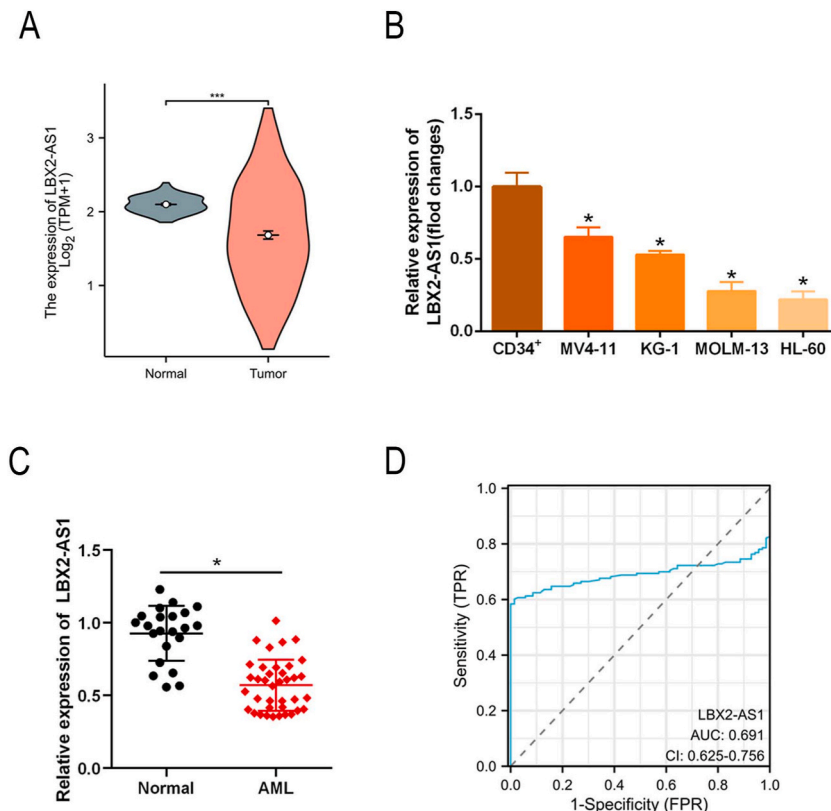 A
The expression of LBX2-AS1
Log2 (TPM+1)
3
2
1
***
Normal
Tumor
B
Relative expression of
LBX2-AS1(flod changes)
1.5
1.0
0.5
0.0
*
*
*
*
CD34+
MV4-11
KG-1
MOLM-13
HL-60
C
Relative expression of LBX2-AS1
1.5
1.0
0.5
0.0
*
Normal
AML
D
Sensitivity (TPR)
1.0
0.8
0.6
0.4
0.2
0.0
LBX2-AS1
AUC: 0.691
CI: 0.625-0.756
0.0
0.2
0.4
0.6
0.8
1.0
1-Specificity (FPR)